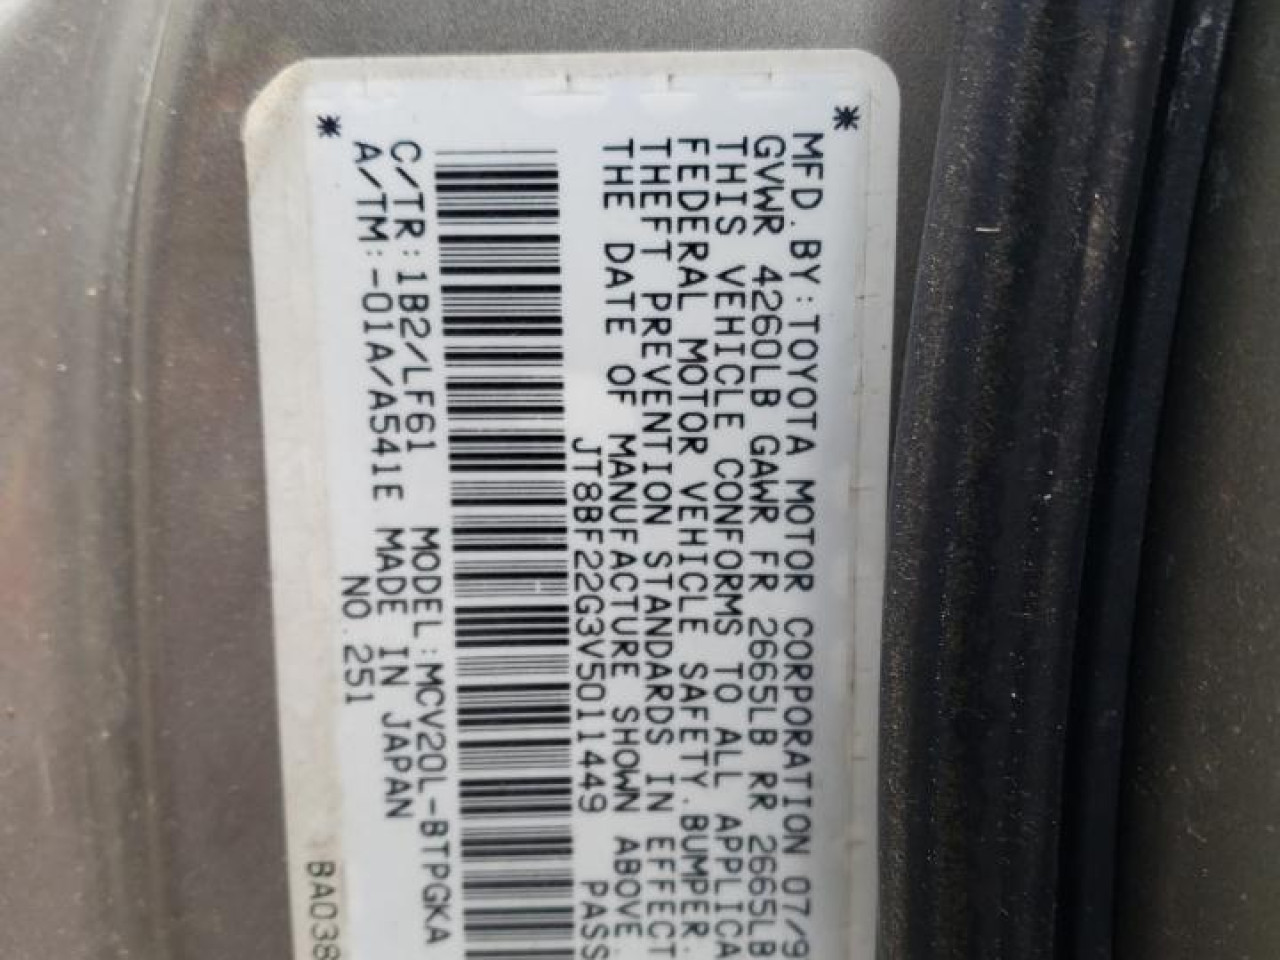 * *
MFD. BY: TOYOTA MOTOR CORPORATION 07/9
GVWR 4260LB GAWR FR 2665LB RR 2665LB
THIS VEHICLE CONFORMS TO ALL APPLICA
FEDERAL MOTOR VEHICLE SAFETY. BUMPER.
THEFT PREVENTION STANDARDS IN EFFECT
THE DATE OF MANUFACTURE SHOWN ABOVE
JT8BF22G3V5011449 PASS
C/TR: 1B2/LF61 MODEL: MCV20L-BTPGKA
A/TM: -01A/A541E MADE IN JAPAN
NO. 251
BA038